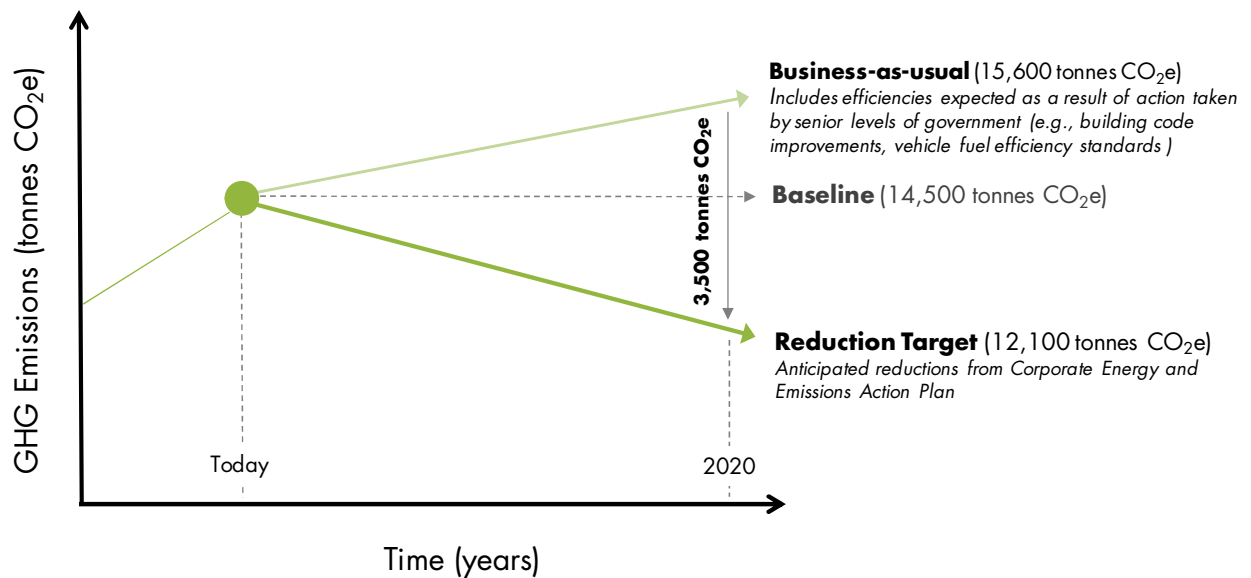 GHG Emissions (tonnes CO₂e)
Business-as-usual (15,600 tonnes CO₂e)
Includes efficiencies expected as a result of action taken
by senior levels of government (e.g., building code
improvements, vehicle fuel efficiency standards )
3,500 tonnes CO₂e
Baseline (14,500 tonnes CO₂e)
Reduction Target (12,100 tonnes CO₂e)
Anticipated reductions from Corporate Energy and
Emissions Action Plan
Today
2020
Time (years)